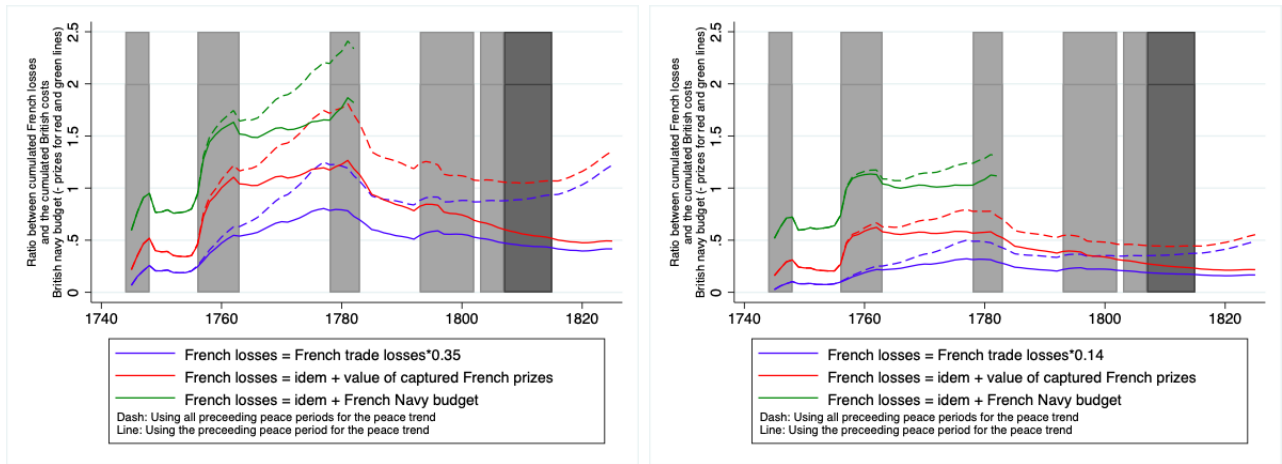 Ratio between cumulated French losses
and the cumulated British costs
British navy budget (- prizes for red and green lines)
2.5
2
1.5
1
.5
0
1740
1760
1780
1800
1820
French losses = French trade losses*0.35
French losses = idem + value of captured French prizes
French losses = idem + French Navy budget
Dash: Using all preceeding peace periods for the peace trend
Line: Using the preceeding peace period for the peace trend
Ratio between cumulated French losses
and the cumulated British costs
British navy budget (- prizes for red and green lines)
2.5
2
1.5
1
.5
0
1740
1760
1780
1800
1820
French losses = French trade losses*0.14
French losses = idem + value of captured French prizes
French losses = idem + French Navy budget
Dash: Using all preceeding peace periods for the peace trend
Line: Using the preceeding peace period for the peace trend